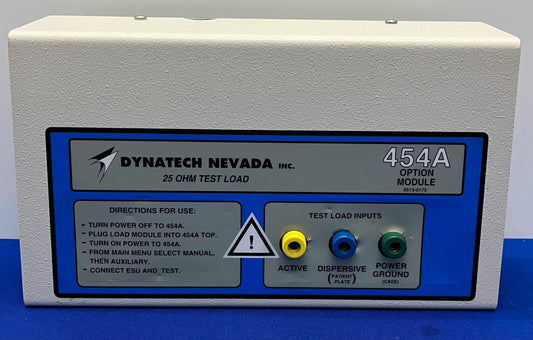 DYNATECH NEVADA INC.
25 OHM TEST LOAD
454A
OPTION
MODULE
DIRECTIONS FOR USE:
- TURN POWER OFF TO 454A.
- PLUG LOAD MODULE INTO 454A TOP.
- TURN ON POWER TO 454A.
- FROM MAIN MENU SELECT MANUAL,
THEN AUXILIARY.
- CONNECT ESU AND TEST.
!
TEST LOAD INPUTS
ACTIVE
DISPERSIVE
(PATIENT
PLATE)
POWER
GROUND
(CASE)